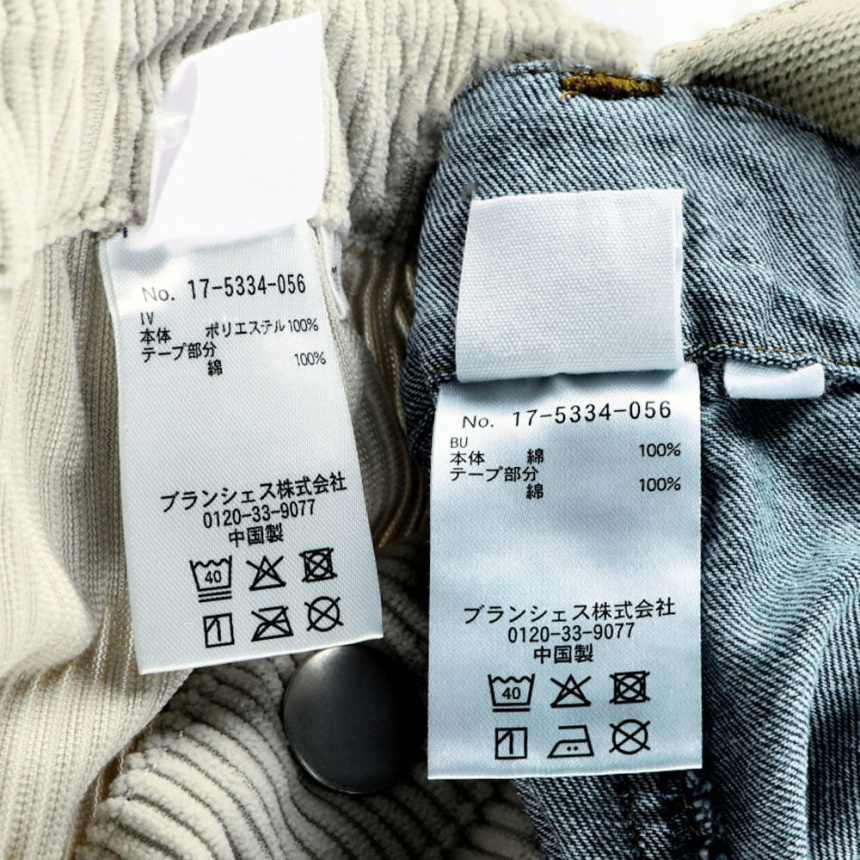 No. 17-5334-056
IV
本体 ポリエステル100%
テープ部分
綿 100%
ブランシェス株式会社
0120-33-9077
中国製
40
No. 17-5334-056
BU
本体 綿 100%
テープ部分
綿 100%
ブランシェス株式会社
0120-33-9077
中国製
40